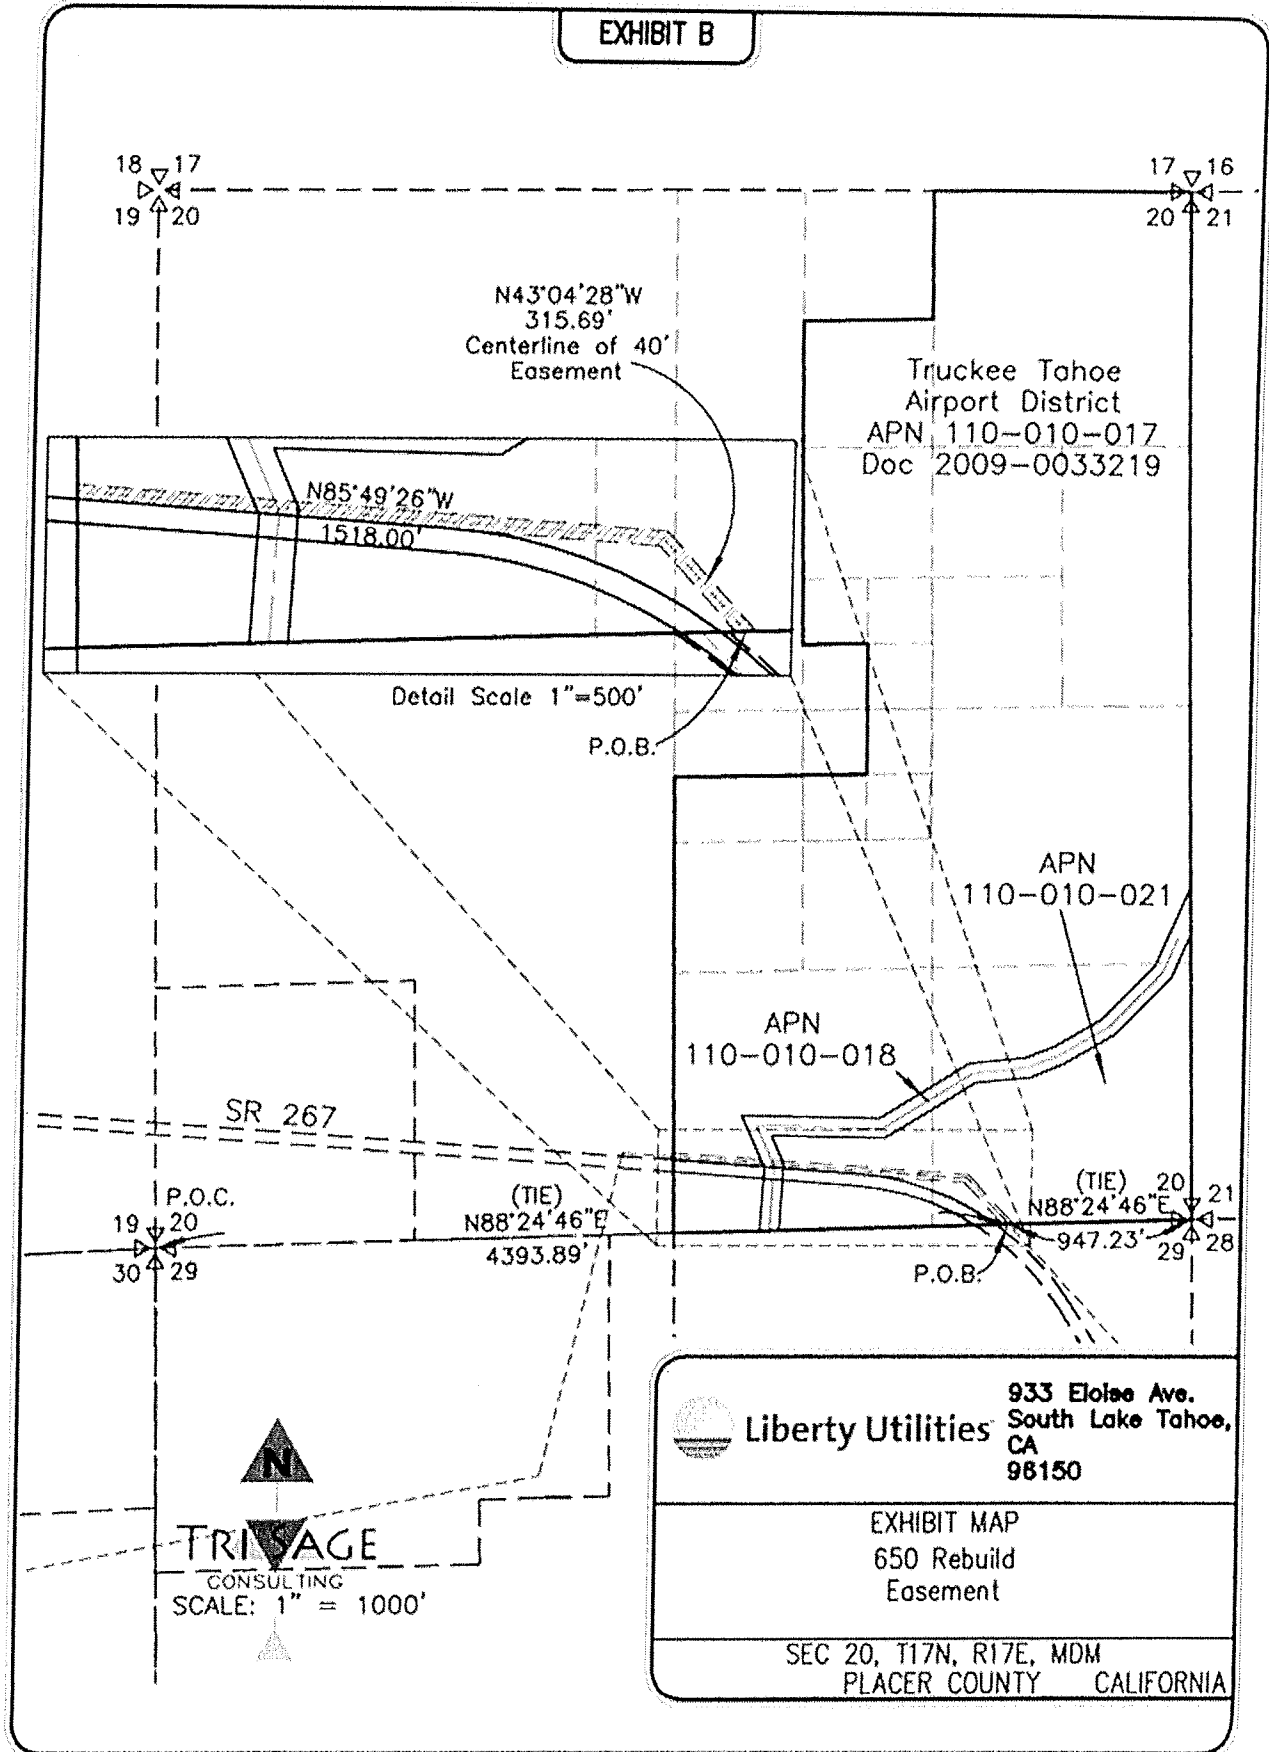 EXHIBIT B
18 17
19 20
17 16
20 21
N43°04'28"W
315.69'
Centerline of 40'
Easement
Truckee Tahoe
Airport District
APN 110-010-017
Doc 2009-0033219
N85°49'26"W
1518.00'
Detail Scale 1"=500'
P.O.B.
APN
110-010-021
APN
110-010-018
SR 267
P.O.C.
19 20
30 29
(TIE)
N88°24'46"E
4393.89'
(TIE)
N88°24'46"E
947.23'
20 21
29 28
P.O.B.
N
TRI SAGE
CONSULTING
SCALE: 1" = 1000'
Liberty Utilities
933 Eloise Ave.
South Lake Tahoe,
CA
96150
EXHIBIT MAP
650 Rebuild
Easement
SEC 20, T17N, R17E, MDM
PLACER COUNTY CALIFORNIA